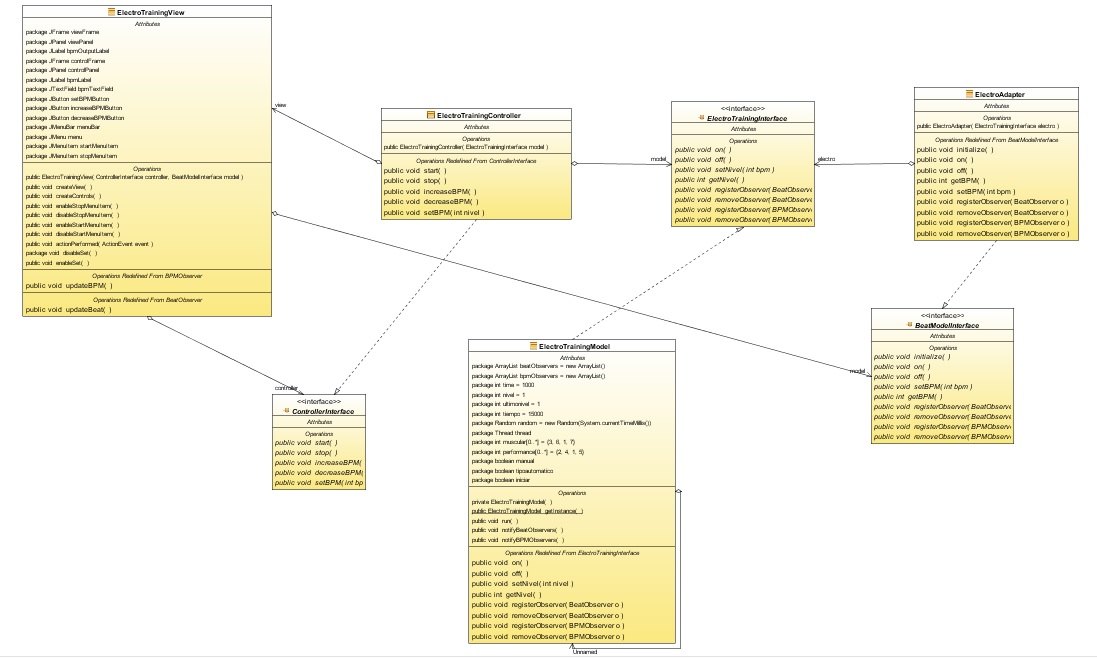 ElectroTrainingView
Attributes
package JFrame viewFrame
package JPanel viewPanel
package JLabel bpmOutputLabel
package JFrame controlFrame
package JPanel controlPanel
package JLabel bpmLabel
package JTextField bpmTextField
package JButton setBPMButton
package JButton increaseBPMButton
package JButton decreaseBPMButton
package JMenuBar menuBar
package JMenu menu
package JMenuItem startMenuItem
package JMenuItem stopMenuItem
Operations
public ElectroTrainingView( ControllerInterface controller, BeatModelInterface model )
public void createView( )
public void createControls( )
public void enableStopMenuItem( )
public void disableStopMenuItem( )
public void enableStartMenuItem( )
public void disableStartMenuItem( )
public void actionPerformed( ActionEvent event )
package void disableSet( )
public void enableSet( )
Operations Redefined From BPMObserver
public void updateBPM( )
Operations Redefined From BeatObserver
public void updateBeat( )
view
ElectroTrainingController
Attributes
Operations
public ElectroTrainingController( ElectroTrainingInterface model )
Operations Redefined From ControllerInterface
public void start( )
public void stop( )
public void increaseBPM( )
public void decreaseBPM( )
public void setBPM( int nivel )
model
<<interface>>
ElectroTrainingInterface
Attributes
Operations
public void on( )
public void off( )
public void setNivel( int bpm )
public int getNivel( )
public void registerObserver( BeatObserve
public void removeObserver( BeatObserve
public void registerObserver( BPMObserve
public void removeObserver( BPMObserve
electro
ElectroAdapter
Attributes
Operations
public ElectroAdapter( ElectroTrainingInterface electro )
Operations Redefined From BeatModelInterface
public void initialize( )
public void on( )
public void off( )
public int getBPM( )
public void setBPM( int bpm )
public void registerObserver( BeatObserver o )
public void removeObserver( BeatObserver o )
public void registerObserver( BPMObserver o )
public void removeObserver( BPMObserver o )
controller
<<interface>>
ControllerInterface
Attributes
Operations
public void start( )
public void stop( )
public void increaseBPM(
public void decreaseBPM(
public void setBPM( int bp
ElectroTrainingModel
Attributes
package ArrayList beatObservers = new ArrayList()
package ArrayList bpmObservers = new ArrayList()
package int time = 1000
package int nivel = 1
package int ultimonivel = 1
package int tiempo = 15000
package Random random = new Random(System.currentTimeMillis())
package Thread thread
package int muscular[0..*] = {3, 6, 1, 7}
package int performance[0..*] = {2, 4, 1, 5}
package boolean manual
package boolean tipoautomatico
package boolean iniciar
Operations
private ElectroTrainingModel( )
public ElectroTrainingModel getInstance( )
public void run( )
public void notifyBeatObservers( )
public void notifyBPMObservers( )
Operations Redefined From ElectroTrainingInterface
public void on( )
public void off( )
public void setNivel( int nivel )
public int getNivel( )
public void registerObserver( BeatObserver o )
public void removeObserver( BeatObserver o )
public void registerObserver( BPMObserver o )
public void removeObserver( BPMObserver o )
Unnamed
model
<<interface>>
BeatModelInterface
Attributes
Operations
public void initialize( )
public void on( )
public void off( )
public void setBPM( int bpm )
public int getBPM( )
public void registerObserver( BeatObserve
public void removeObserver( BeatObserve
public void registerObserver( BPMObserve
public void removeObserver( BPMObserve